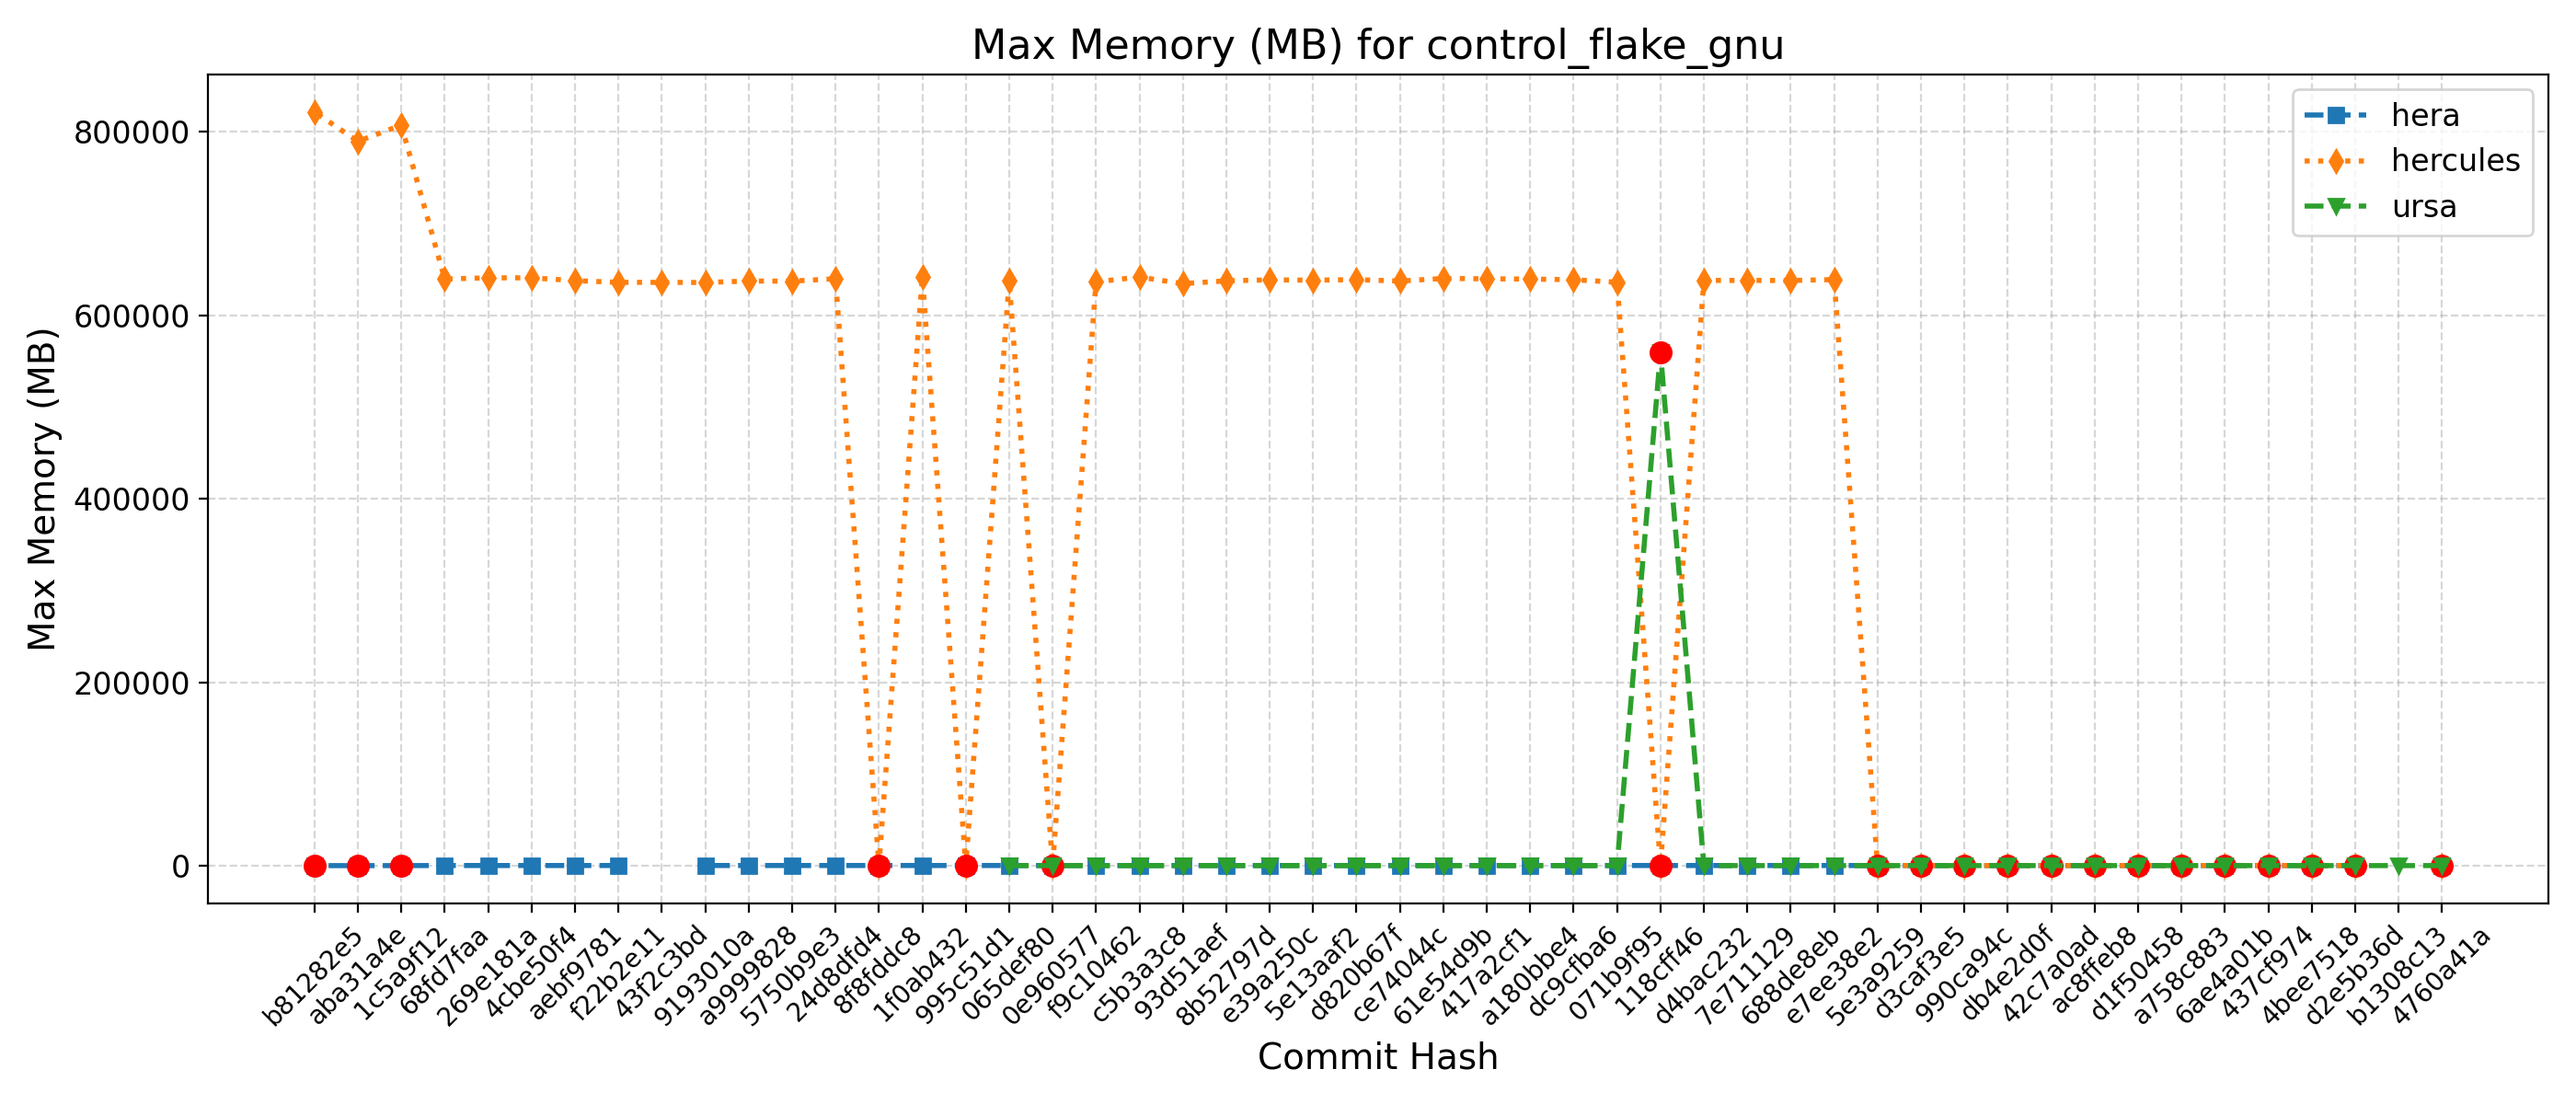 Max Memory (MB) for control_flake_gnu
Max Memory (MB)
800000
600000
400000
200000
0
hera
hercules
ursa
b81282e5
aba31a4e
1c5a9f12
68fd7faa
269e181a
4cbe50f4
aebf9781
f22b2e11
43f2c3bd
9193010a
a9999828
5750b9e3
24d8dfd4
8f8fddc8
1f0ab432
995c51d1
065def80
0e960577
f9c10462
c5b3a3c8
93d51aef
8b52797d
e39a250c
5e13aaf2
d820b67f
ce74044c
61e54d9b
417a2cf1
a180bbe4
dc9cfba6
071b9f95
118cff46
d4bac232
7e711129
688dde8eb
e7ee38e2
5e3a9259
d3caf3e5
990ca94c
db4e2d0f
42c7a0ad
ac8ffeb8
d1f50458
a758c883
6ae4a01b
437cf974
4bee7518
d2e5b36d
b1308c13
4760a41a
Commit Hash